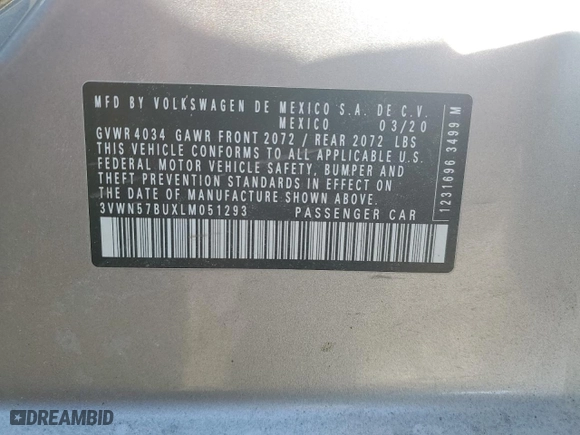 MFD BY VOLKSWAGEN DE MEXICO S.A. DE C.V.
MEXICO 03/20
GVWR 4034 GAWR FRONT 2072 / REAR 2072 LBS
THIS VEHICLE CONFORMS TO ALL APPLICABLE U.S.
FEDERAL MOTOR VEHICLE SAFETY, BUMPER AND
THEFT PREVENTION STANDARDS IN EFFECT ON
THE DATE OF MANUFACTURE SHOWN ABOVE.
3VWN57BUXLM051293 PASSENGER CAR
1231696 3499 M
DREAMBID